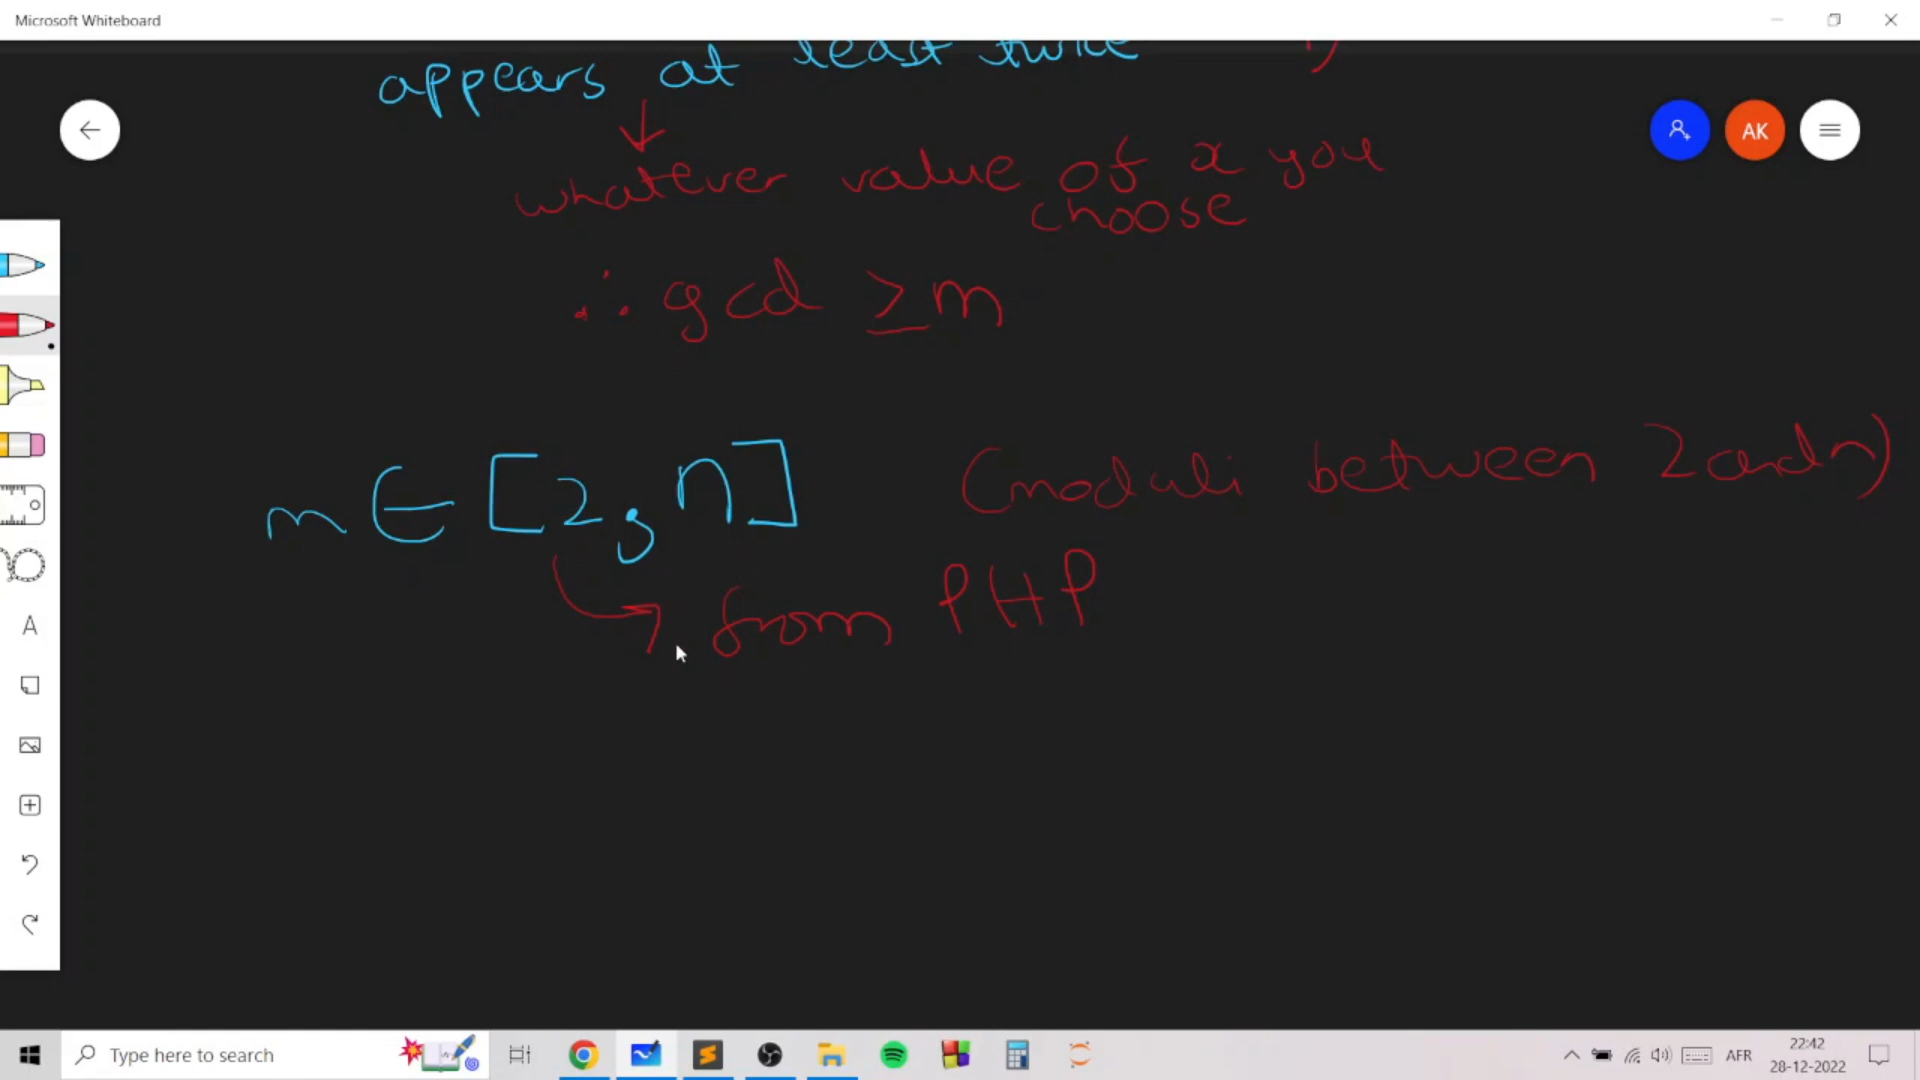 Microsoft Whiteboard
appears at least twice
whatever value of x you
choose
∴ gcd ≥ m
m ∈ [2, n] (moduli between 2 and n)
from PHP
AK
A
Type here to search
AFR
22:42
28-12-2022